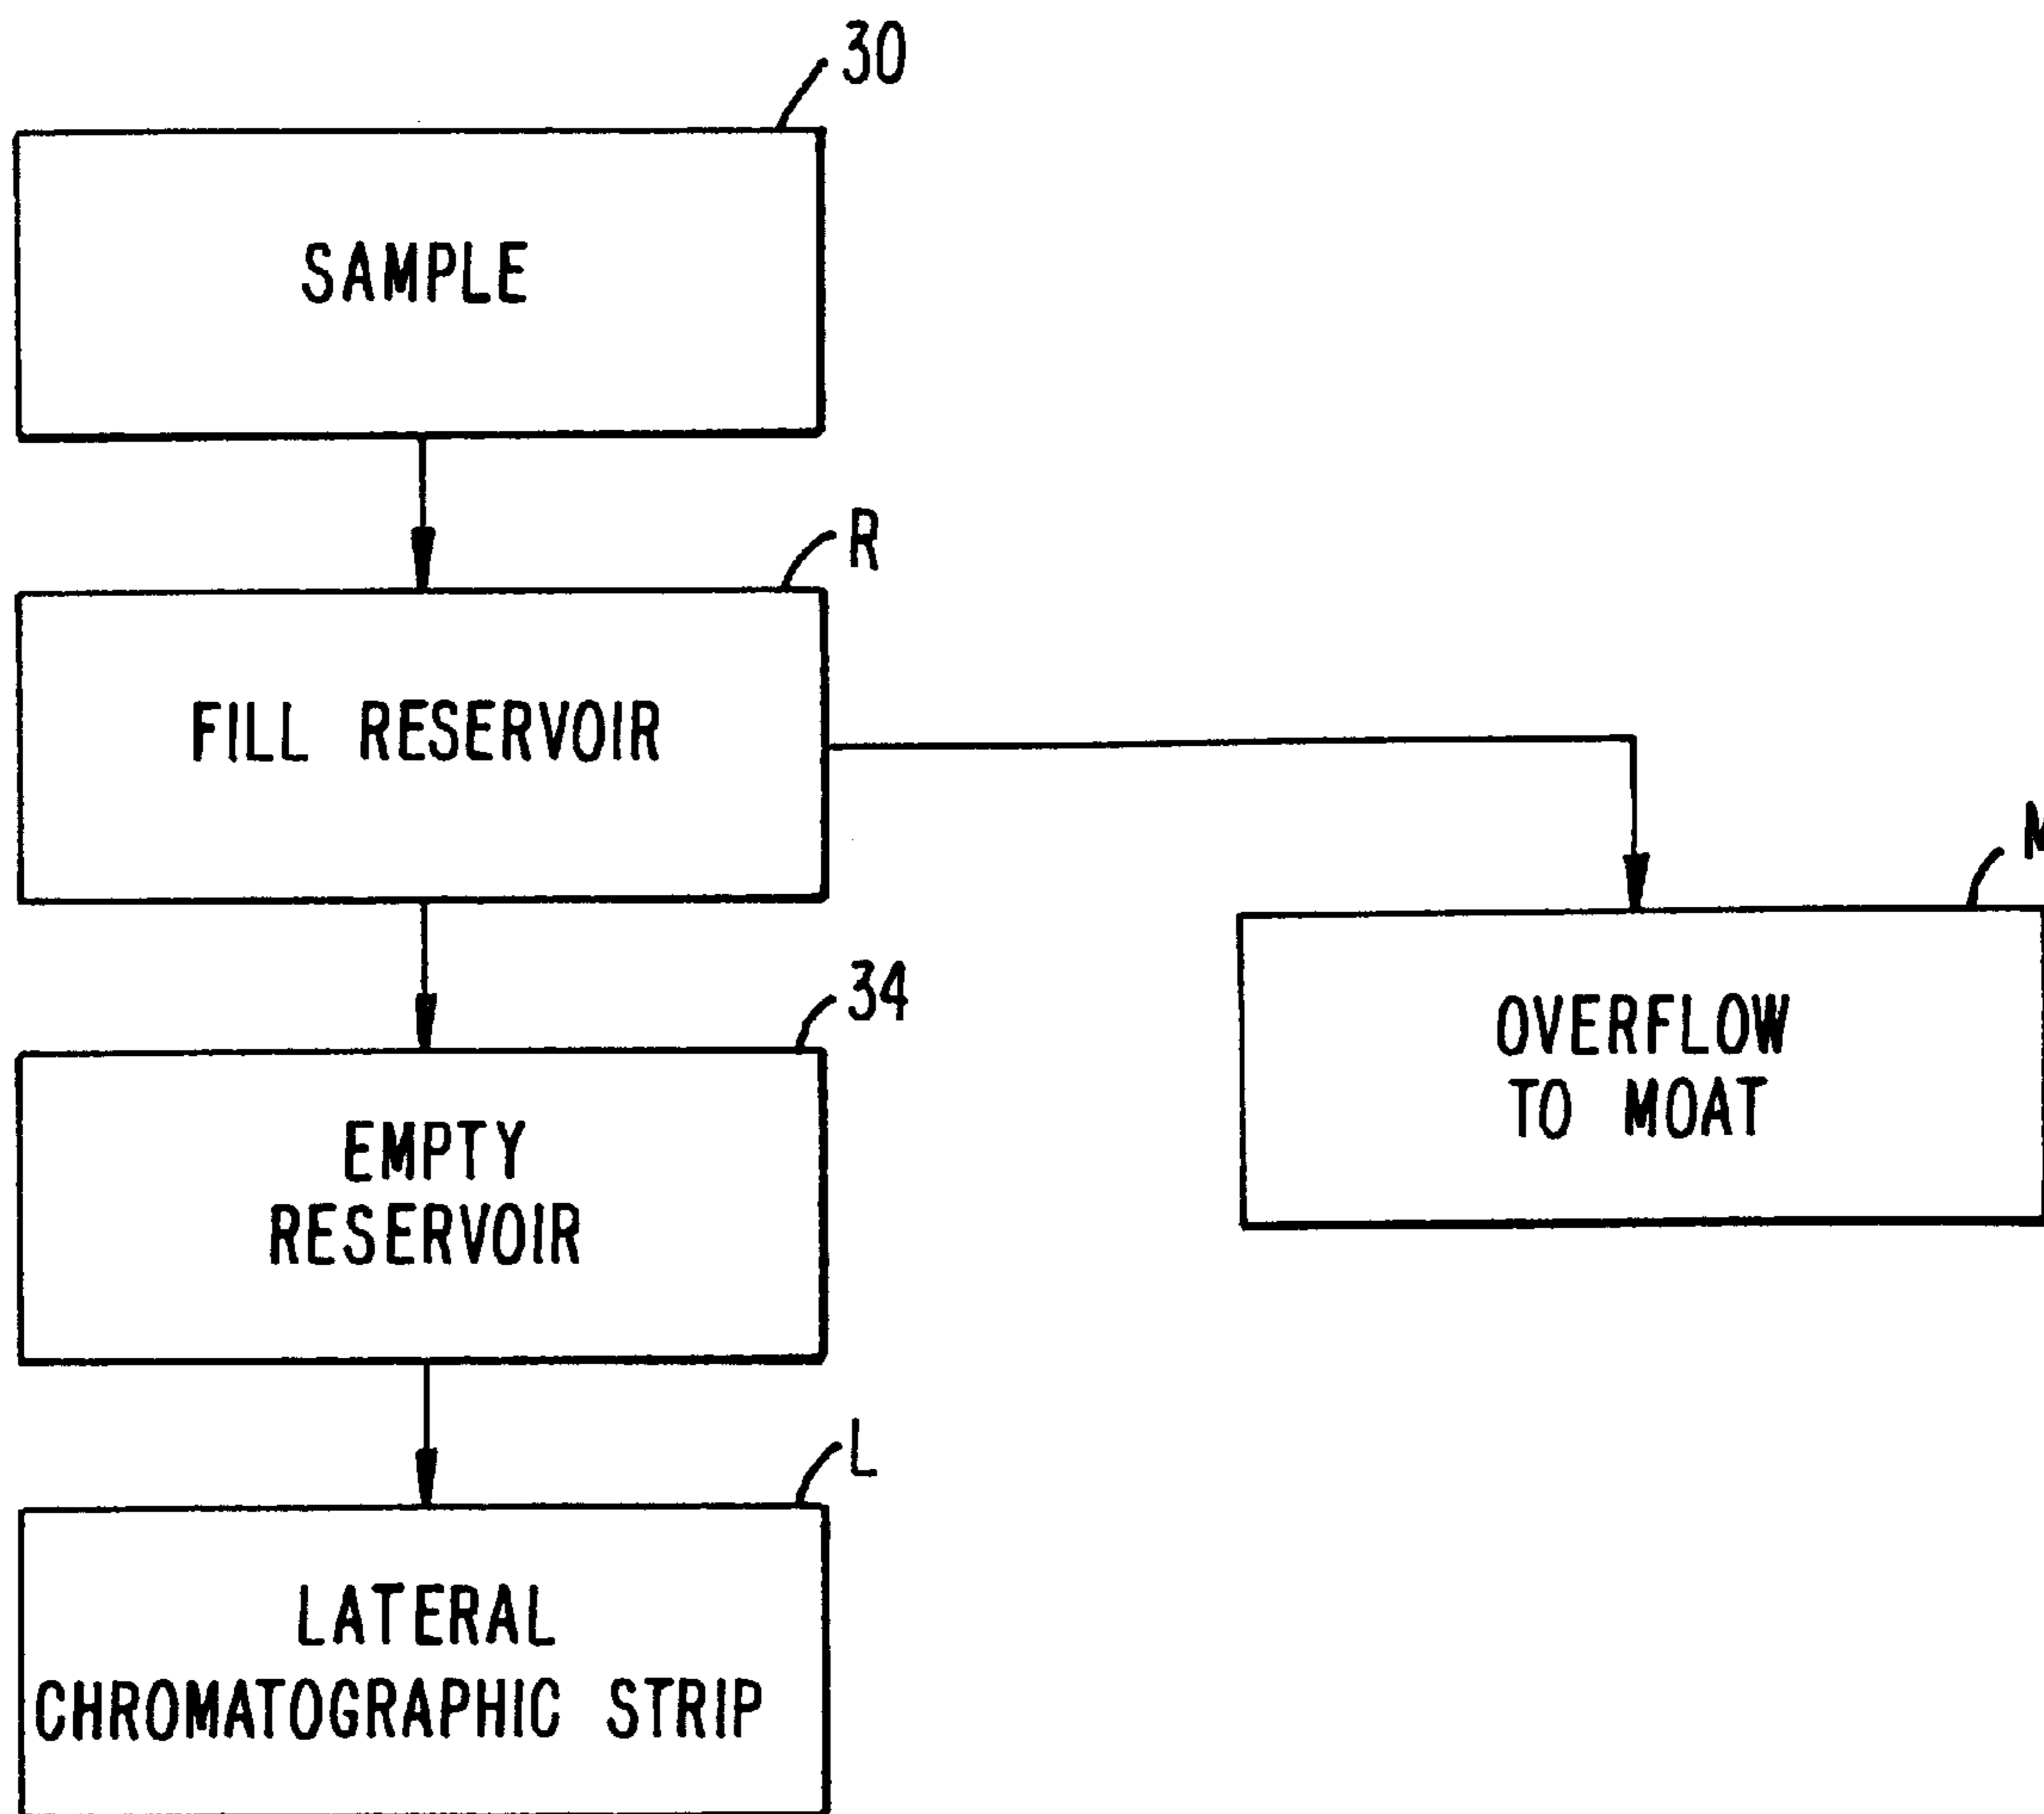 30
SAMPLE
R
FILL RESERVOIR
34
EMPTY
RESERVOIR
OVERFLOW
TO MOAT
L
LATERAL
CHROMATOGRAPHIC STRIP